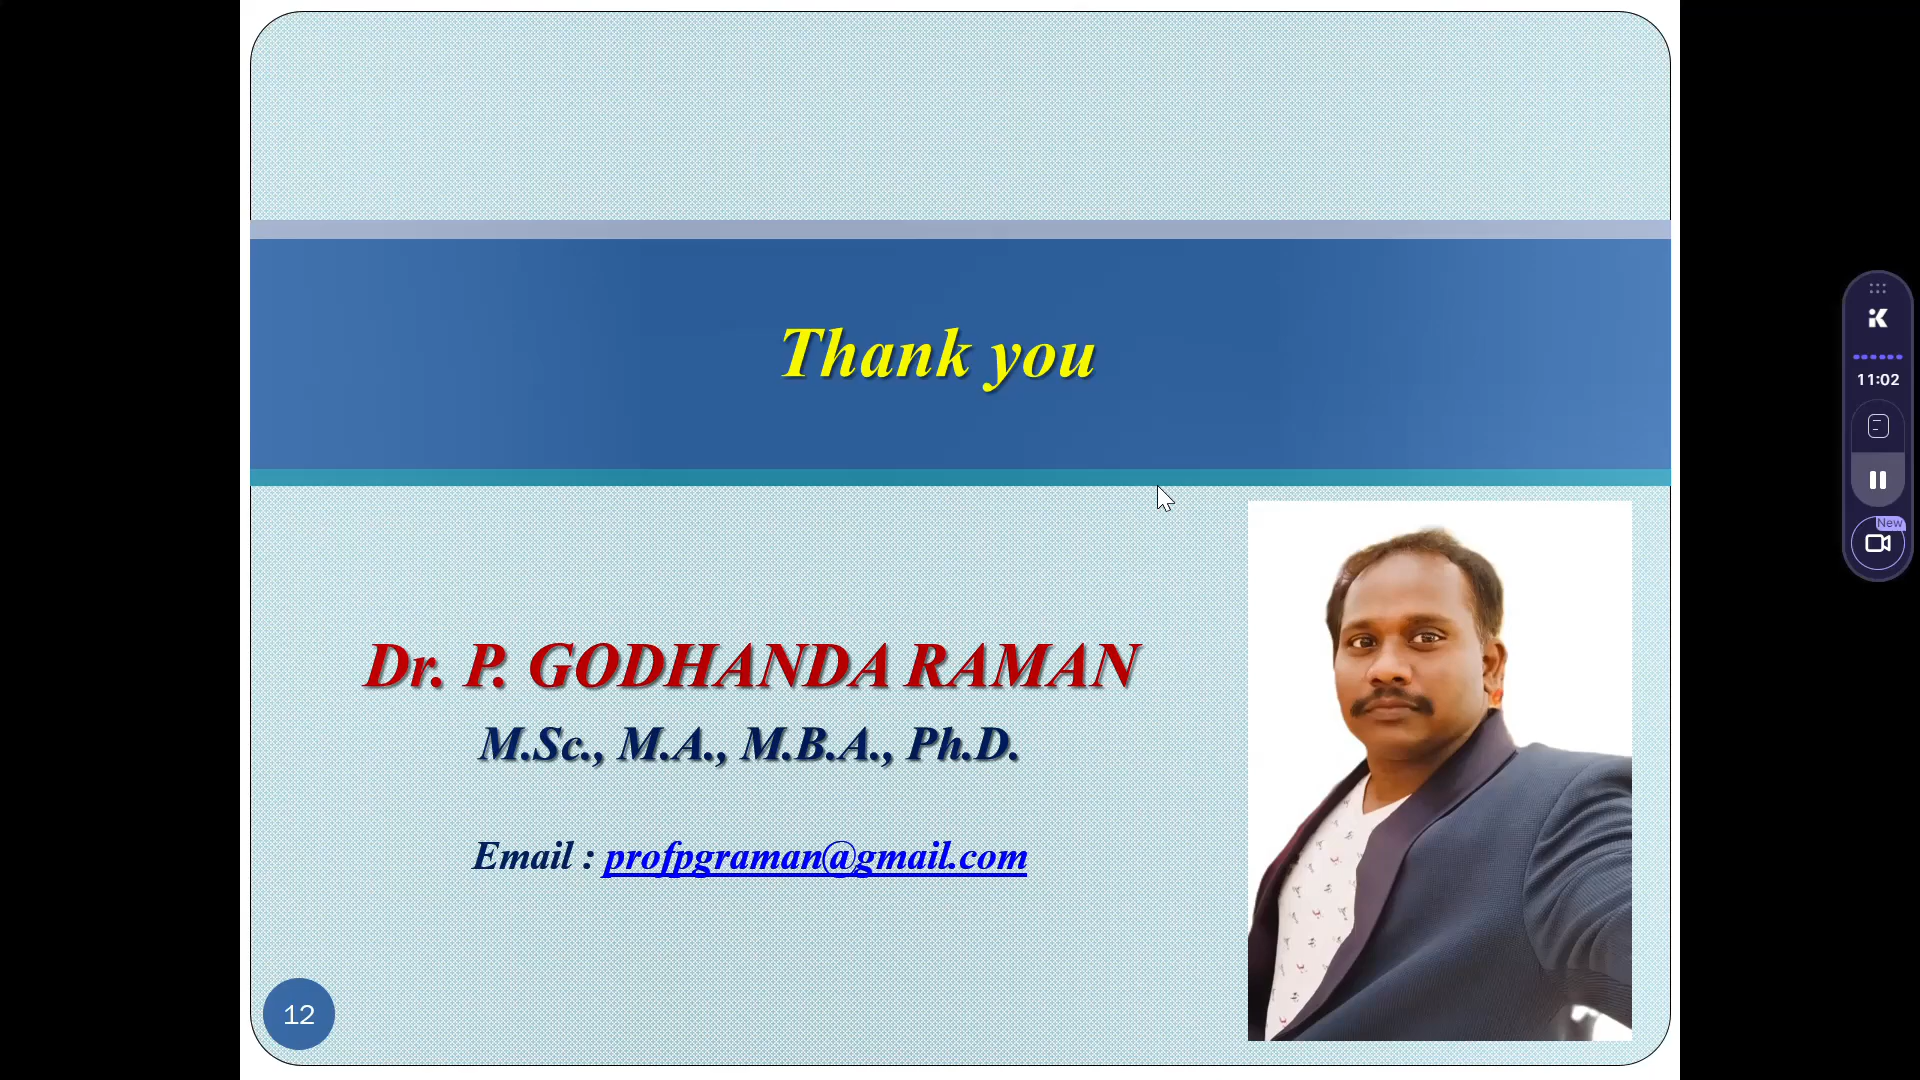 Thank you
Dr. P. GODHANDA RAMAN
M.Sc., M.A., M.B.A., Ph.D.
Email : profpgraman@gmail.com
12
11:02
New